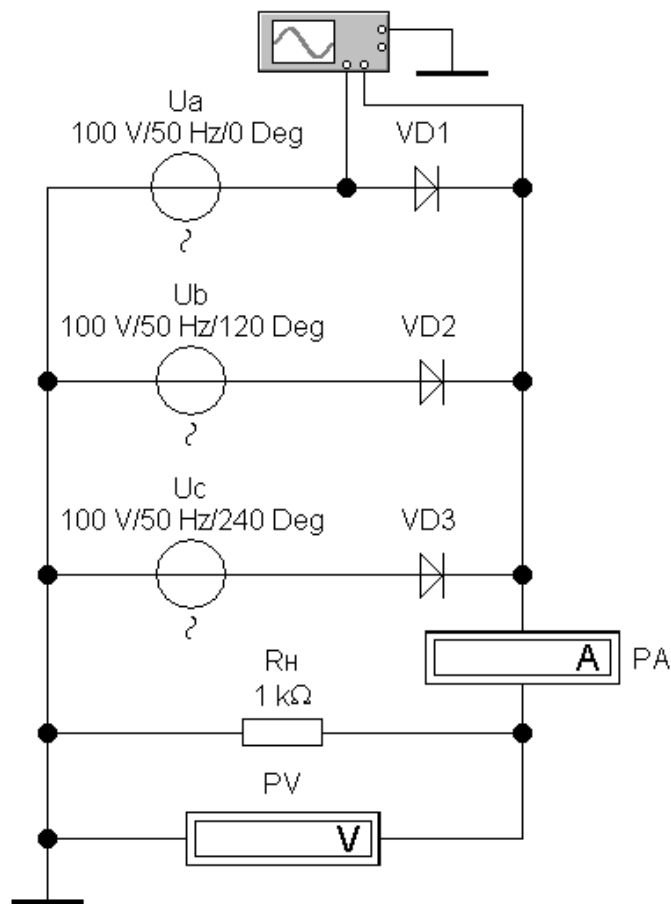 Ua
100 V/50 Hz/0 Deg
VD1
Ub
100 V/50 Hz/120 Deg
VD2
Uc
100 V/50 Hz/240 Deg
VD3
A
PA
Rн
1 kΩ
PV
V